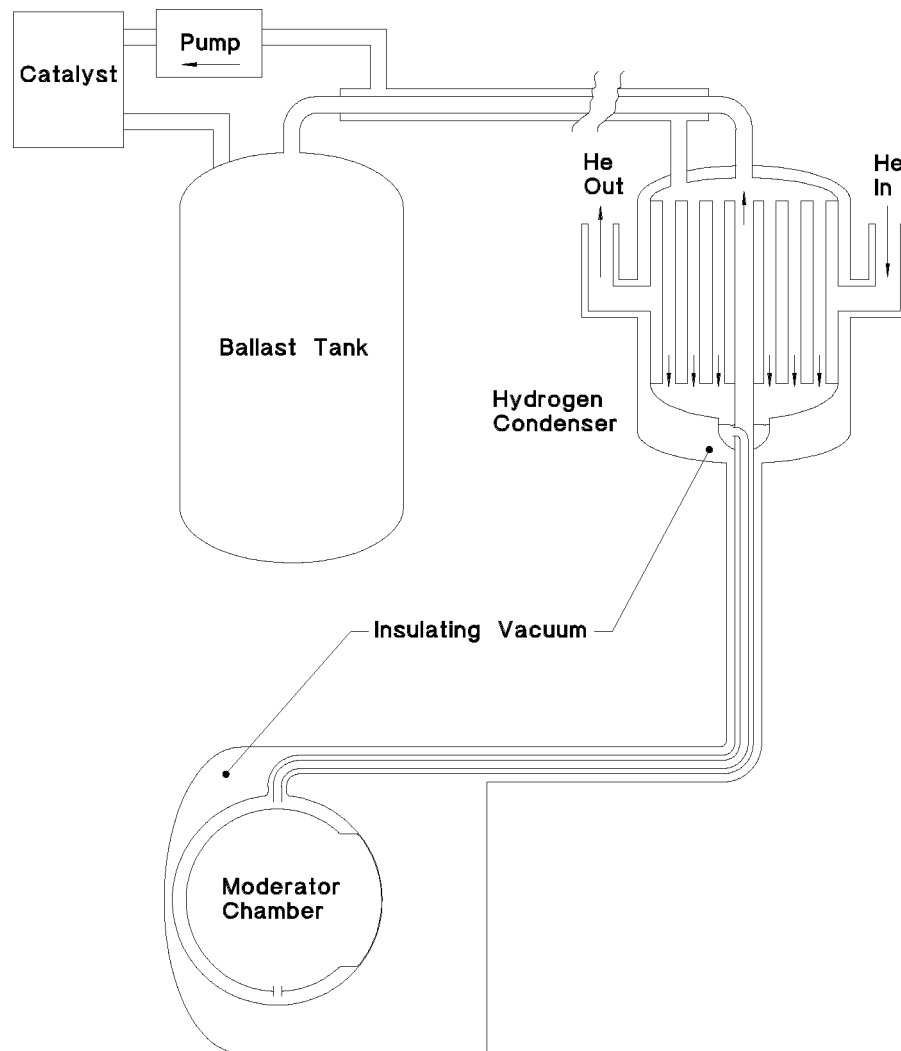 Pump
Catalyst
He
Out
He
In
Ballast Tank
Hydrogen
Condenser
Insulating Vacuum
Moderator
Chamber